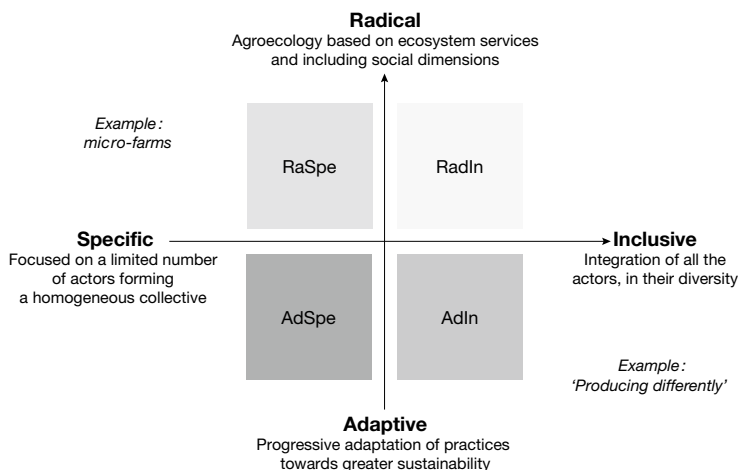 Radical
Agroecology based on ecosystem services
and including social dimensions
Example :
micro-farms
RaSpe
RadIn
Specific
Focused on a limited number
of actors forming
a homogeneous collective
Inclusive
Integration of all the
actors, in their diversity
AdSpe
AdIn
Example :
‘Producing differently’
Adaptive
Progressive adaptation of practices
towards greater sustainability